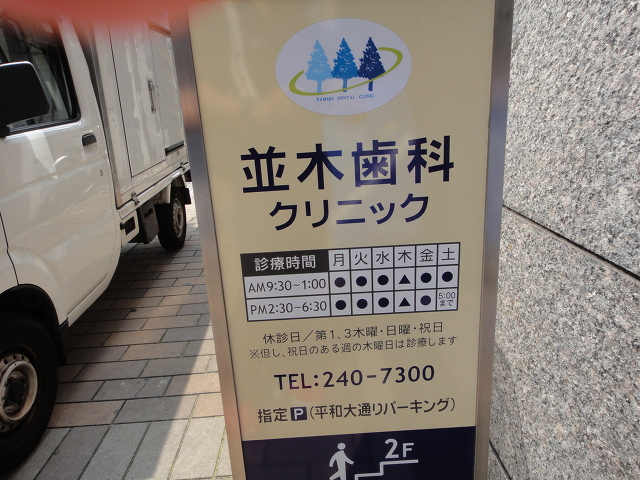 NAMIKI DENTAL CLINIC
並木歯科
クリニック
診療時間 月 火 水 木 金 土
AM9:30~1:00 ● ● ● ▲ ● ●
PM2:30~6:30 ● ● ● ▲ ● 5:00まで
休診日/第1、3木曜・日曜・祝日
※但し、祝日のある週の木曜日は診療します
TEL:240-7300
指定P(平和大通りパーキング)
2F